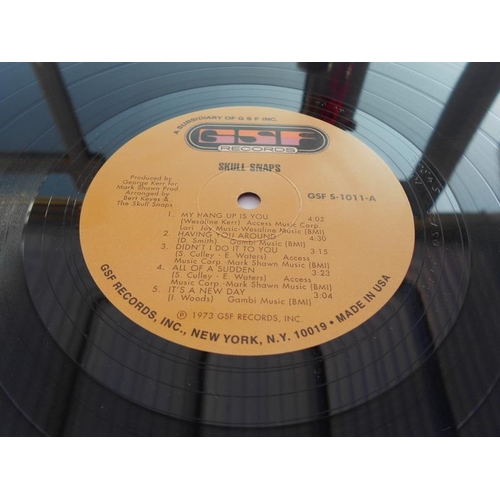 A SUBSIDIARY OF G S F INC.
GSF
RECORDS
SKULL SNAPS
Produced by
George Kerr for
Mark Shawn Prod
Arranged by
Bert Keyes &
The Skull Snaps
GSF S-1011-A
1. MY HANG UP IS YOU 4:03
(Wesaline Kerr) Access Music Corp.
Lori Joy Music-Wesaline Music (BMI)
2. HAVING YOU AROUND 4:30
(D. Smith) Gambi Music (BMI)
3. DIDN'T I DO IT TO YOU 3:15
(S. Culley - E. Waters) Access
Music Corp.-Mark Shawn Music (BMI)
4. ALL OF A SUDDEN 3:23
(S. Culley - E. Waters) Access
Music Corp.-Mark Shawn Music (BMI)
5. IT'S A NEW DAY 3:04
(I. Woods) Gambi Music (BMI)
℗ 1973 GSF RECORDS, INC.
GSF RECORDS, INC., NEW YORK, N.Y. 10019 • MADE IN USA